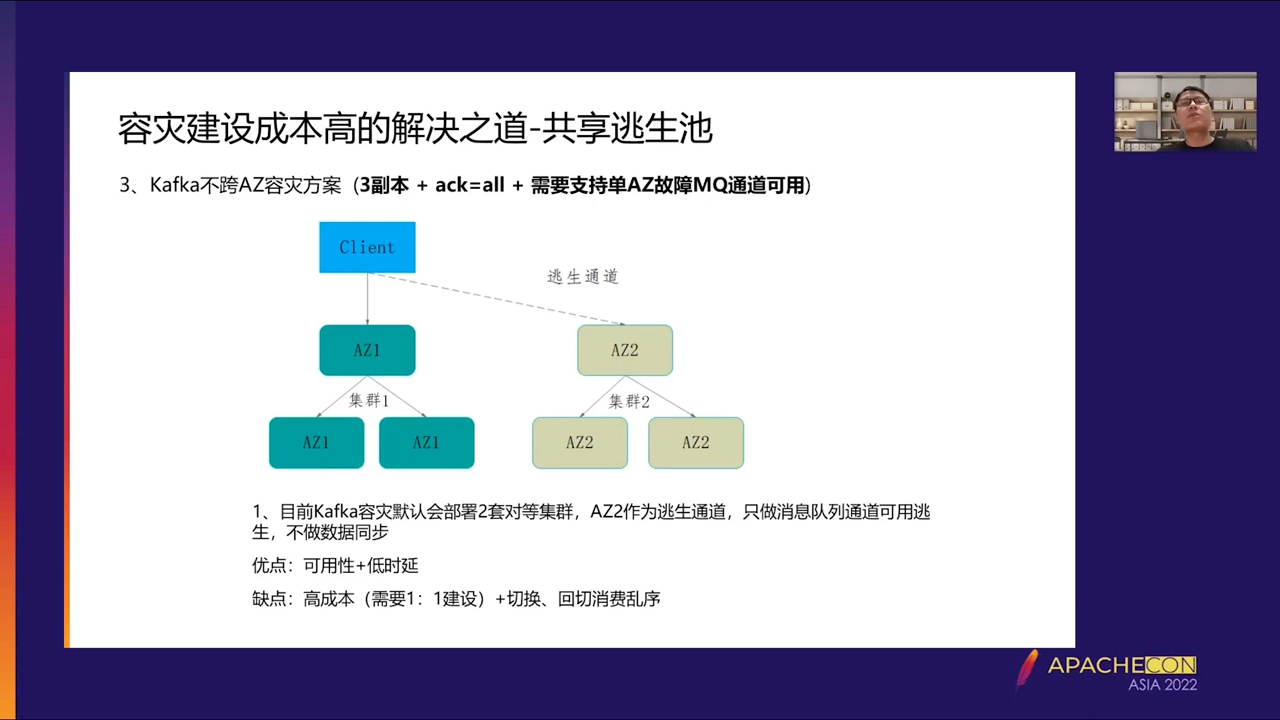 容灾建设成本高的解决之道-共享逃生池
3、Kafka不跨AZ容灾方案（3副本 + ack=all + 需要支持单AZ故障MQ通道可用）
Client
逃生通道
AZ1
AZ2
集群1
集群2
AZ1
AZ1
AZ2
AZ2
1、目前Kafka容灾默认会部署2套对等集群，AZ2作为逃生通道，只做消息队列通道可用逃
生，不做数据同步
优点：可用性+低时延
缺点：高成本（需要1：1建设）+切换、回切消费乱序
APACHECON
ASIA 2022